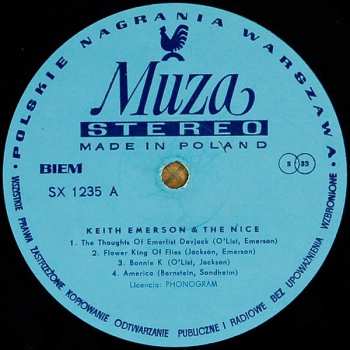 POLSKIE NAGRANIA WARSZAWA
Muza
STEREO
MADE IN POLAND
BIEM
S 33
SX 1235 A
KEITH EMERSON & THE NICE
1. The Thoughts Of Emerlist Davjack (O'List, Emerson)
2. Flower King Of Flies (Jackson, Emerson)
3. Bonnie K (O'List, Jackson)
4. America (Bernstein, Sondheim)
Licencia: PHONOGRAM
WSZELKIE PRAWA ZASTRZEŻONE KOPIOWANIE ODTWARZANIE PUBLICZNE I RADIOWE BEZ UPOWAŻNIENIA WZBRONIONE